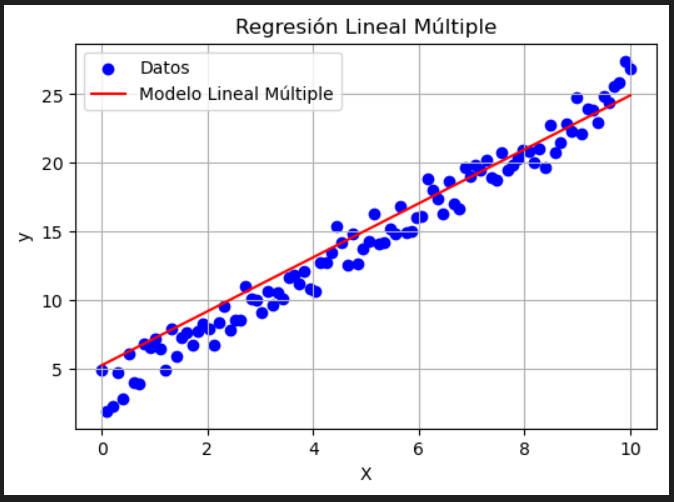 Regresión Lineal Múltiple
Datos
Modelo Lineal Múltiple
25
20
15
10
5
y
0 2 4 6 8 10
X